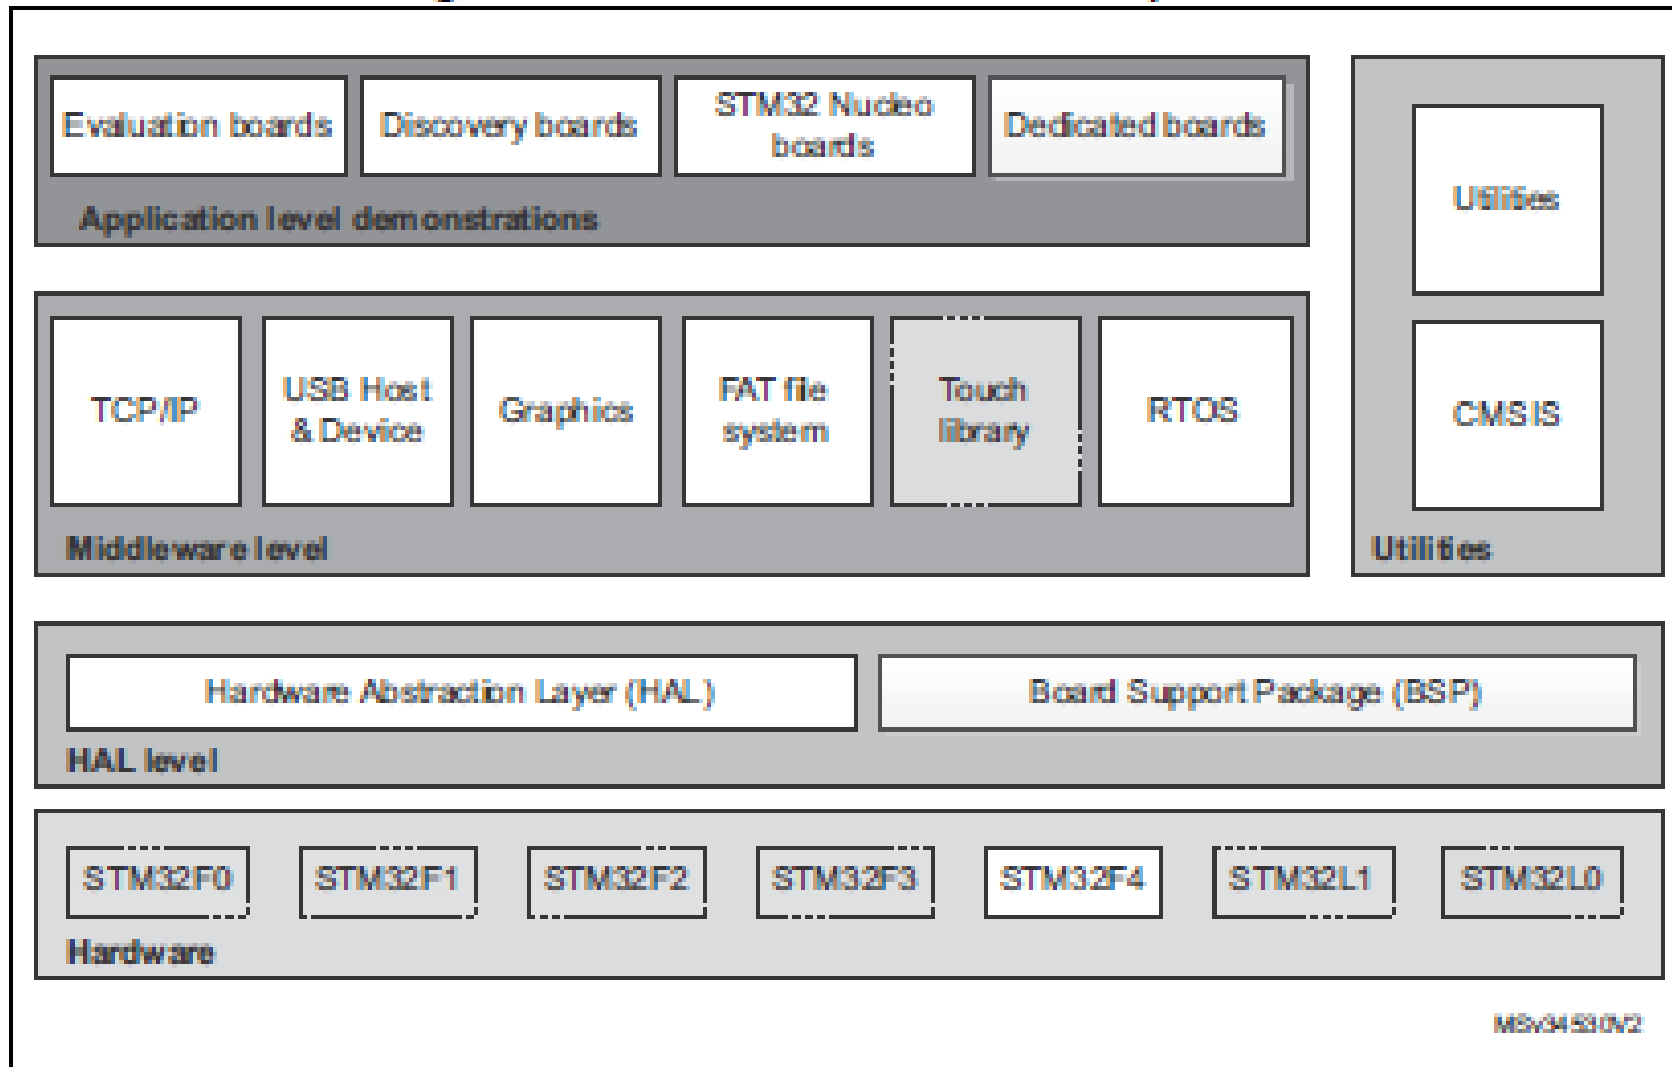 Evaluation boards
Discovery boards
STM32 Nucleo
boards
Dedicated boards
Application level demonstrations
Utilities
CMSIS
Utilities
TCP/IP
USB Host
& Device
Graphics
FAT file
system
Touch
library
RTOS
Middleware level
Hardware Abstraction Layer (HAL)
Board Support Package (BSP)
HAL level
STM32F0
STM32F1
STM32F2
STM32F3
STM32F4
STM32L1
STM32L0
Hardware
MSv34530V2